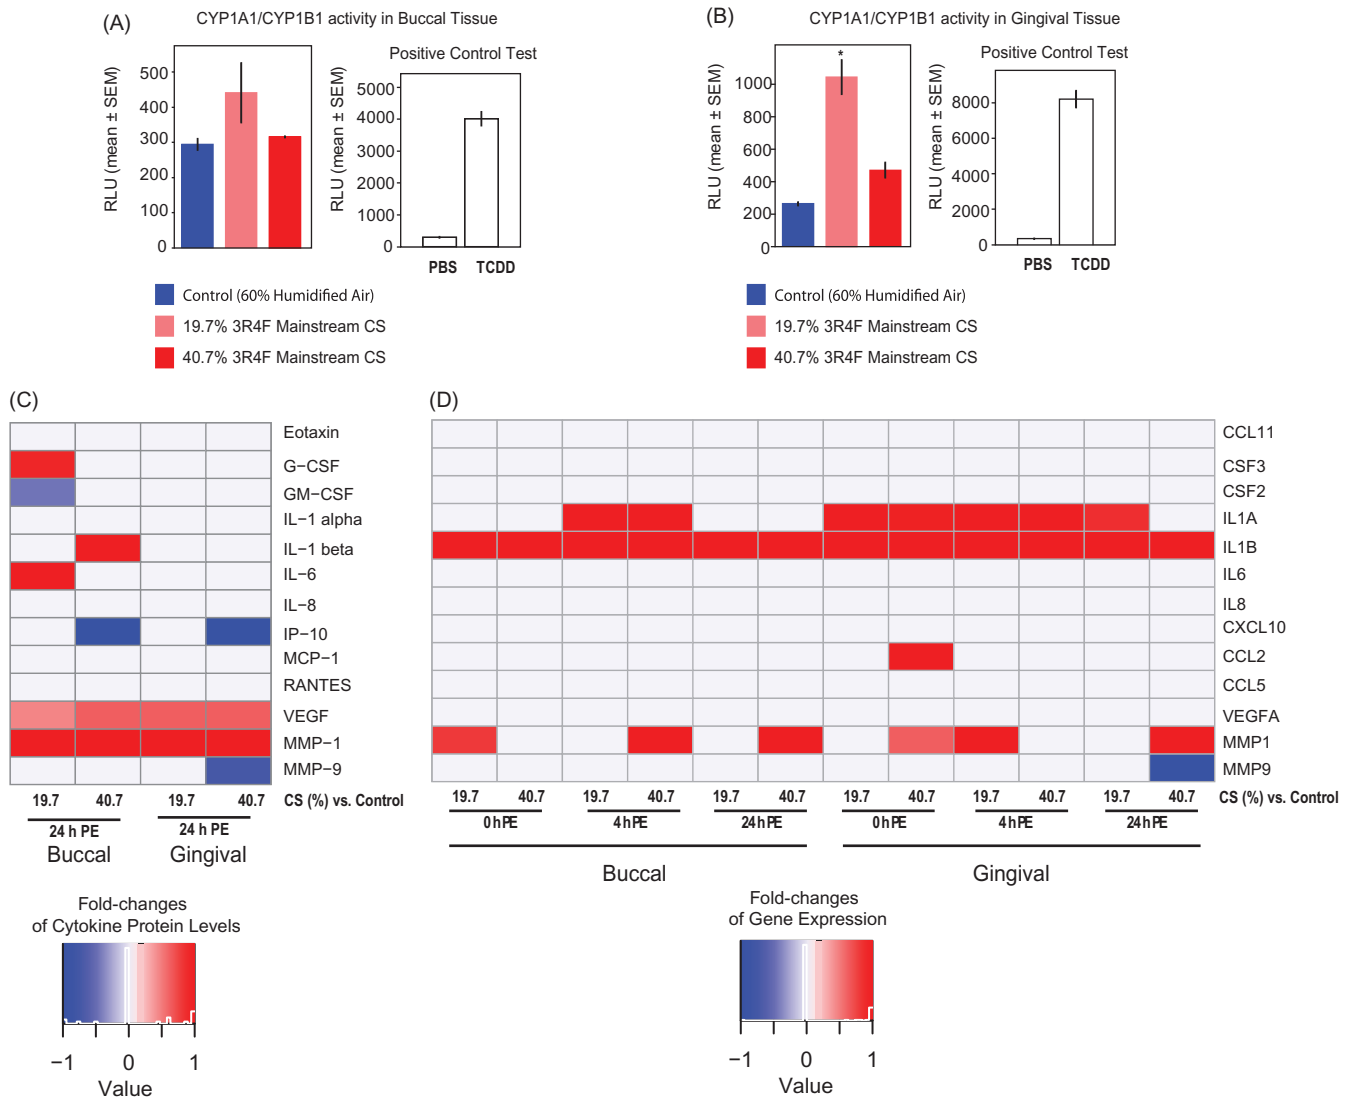 (A)
CYP1A1/CYP1B1 activity in Buccal Tissue
RLU (mean ± SEM)
500
400
300
200
100
0
Positive Control Test
RLU (mean ± SEM)
5000
4000
3000
2000
1000
0
PBS TCDD
Control (60% Humidified Air)
19.7% 3R4F Mainstream CS
40.7% 3R4F Mainstream CS
(B)
CYP1A1/CYP1B1 activity in Gingival Tissue
RLU (mean ± SEM)
1000
800
600
400
200
0
*
Positive Control Test
RLU (mean ± SEM)
8000
6000
4000
2000
0
PBS TCDD
Control (60% Humidified Air)
19.7% 3R4F Mainstream CS
40.7% 3R4F Mainstream CS
(C)
Eotaxin
G−CSF
GM−CSF
IL−1 alpha
IL−1 beta
IL−6
IL−8
IP−10
MCP−1
RANTES
VEGF
MMP−1
MMP−9
19.7 40.7 19.7 40.7 CS (%) vs. Control
24 h PE 24 h PE
Buccal Gingival
Fold-changes
of Cytokine Protein Levels
−1 0 1
Value
(D)
CCL11
CSF3
CSF2
IL1A
IL1B
IL6
IL8
CXCL10
CCL2
CCL5
VEGFA
MMP1
MMP9
19.7 40.7 19.7 40.7 19.7 40.7 19.7 40.7 19.7 40.7 19.7 40.7 CS (%) vs. Control
0 h PE 4 h PE 24 h PE 0 h PE 4 h PE 24 h PE
Buccal Gingival
Fold-changes
of Gene Expression
−1 0 1
Value